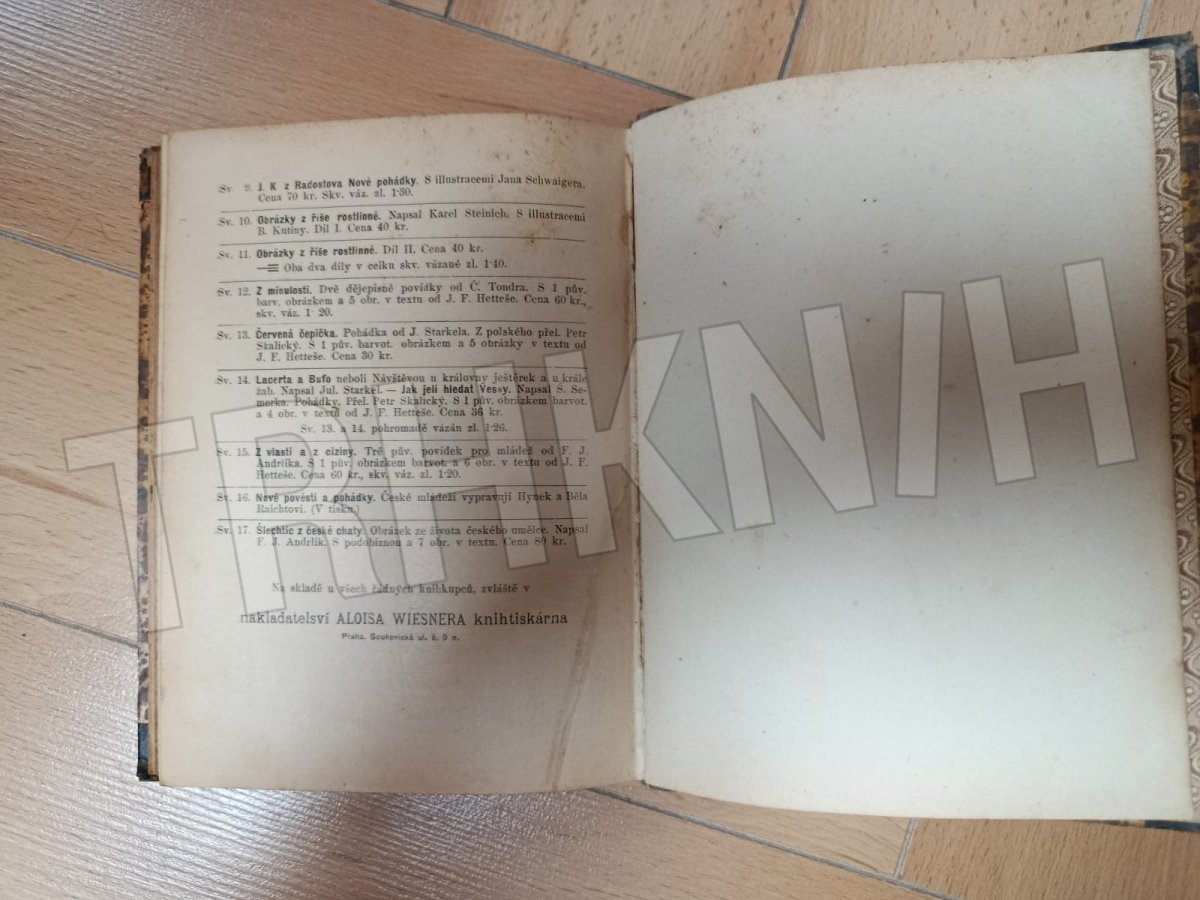 Sv. 9. J. K z Radostova Nové pohádky. S illustracemi Jana Schwaigera.
Cena 70 kr. Skv. váz. zl. 1·30.
Sv. 10. Obrázky z říše rostlinné. Napsal Karel Steinich. S illustracemi
B. Kutiny. Díl I. Cena 40 kr.
Sv. 11. Obrázky z říše rostlinné. Díl II. Cena 40 kr.
Oba dva díly v celku skv. vázané zl. 1·40.
Sv. 12. Z minulosti. Dvě dějepisné povídky od Č. Tondra. S 1 pův.
barv. obrázkem a 5 obr. v textu od J. F. Hetteše. Cena 60 kr.,
skv. váz. 1·20.
Sv. 13. Červená čepička. Pohádka od J. Starkela. Z polského přel. Petr
Skalický. S 1 pův. barvot. obrázkem a 5 obrázky v textu od
J. F. Hetteše. Cena 30 kr.
Sv. 14. Lacerta a Bufo neboli Návštěvou u královny ještěrek a u krále
žab. Napsal Jul. Starkel. — Jak jeli hledat Vesny. Napsal S. Se-
merka. Pohádky. Přel. Petr Skalický. S 1 pův. obrázkem barvot.
a 4 obr. v textu od J. F. Hetteše. Cena 36 kr.
Sv. 13. a 14. pohromadě vázán zl. 1·26.
Sv. 15. Z vlasti a z ciziny. Tré pův. povídek pro mládež od F. J.
Andrlíka. S 1 pův. obrázkem barvot. a 6 obr. v textu od J. F.
Hetteše. Cena 60 kr., skv. váz. zl. 1·20.
Sv. 16. Nové pověsti a pohádky. České mládeži vypravují Hynek a Běla
Raichtovi. (V tisku.)
Sv. 17. Šlechtic z české chaty. Obrázek ze života českého umělce. Napsal
F. J. Andrlík. S podobiznou a 7 obr. v textu. Cena 80 kr.
Na skladě u všech řádných knihkupců, zvláště v
nakladatelsví ALOISA WIESNERA knihtiskárna
Praha, Soukenická ul. č. 9 n.
TRHKNIH